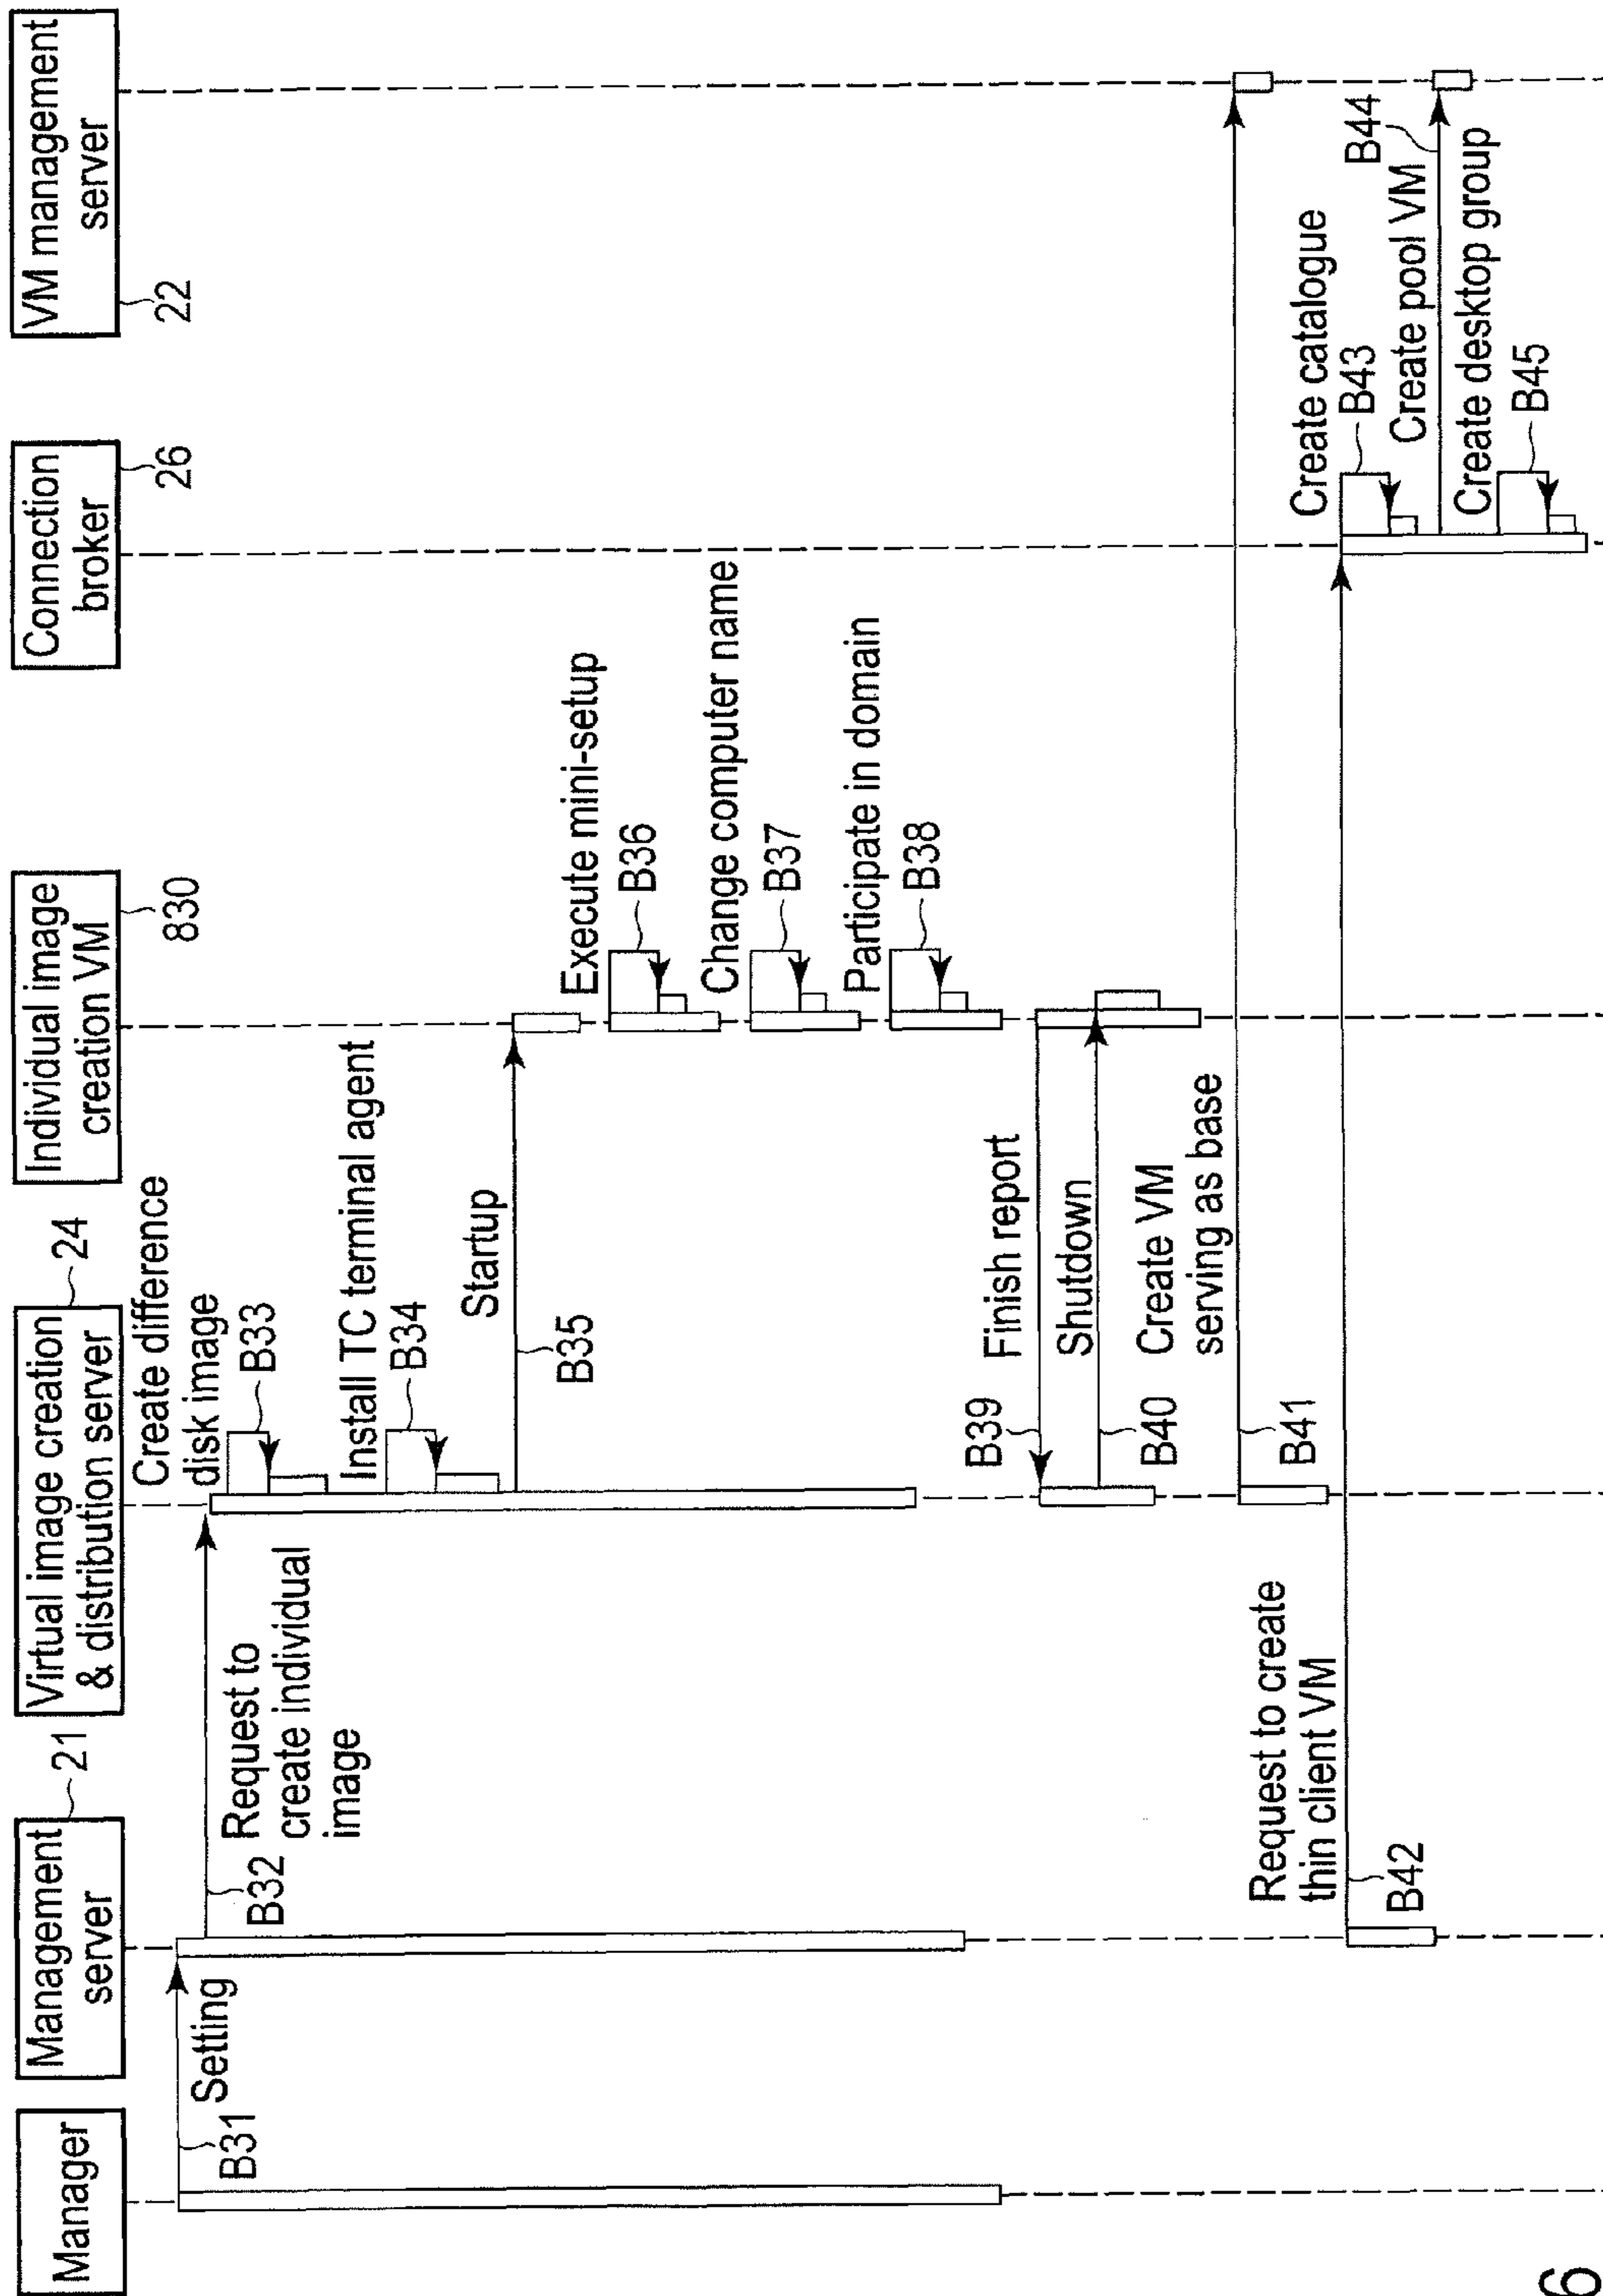 Manager
Management
server
21
Virtual image creation
& distribution server
24
Individual image
creation VM
830
Connection
broker
26
VM management
server
22
Setting
B31
Request to
create individual
image
B32
Create difference
disk image
B33
Install TC terminal agent
B34
Startup
B35
Execute mini-setup
B36
Change computer name
B37
Participate in domain
B38
Finish report
B39
Shutdown
B40
Create VM
serving as base
B41
Request to create
thin client VM
B42
Create catalogue
B43
Create pool VM
B44
Create desktop group
B45
6